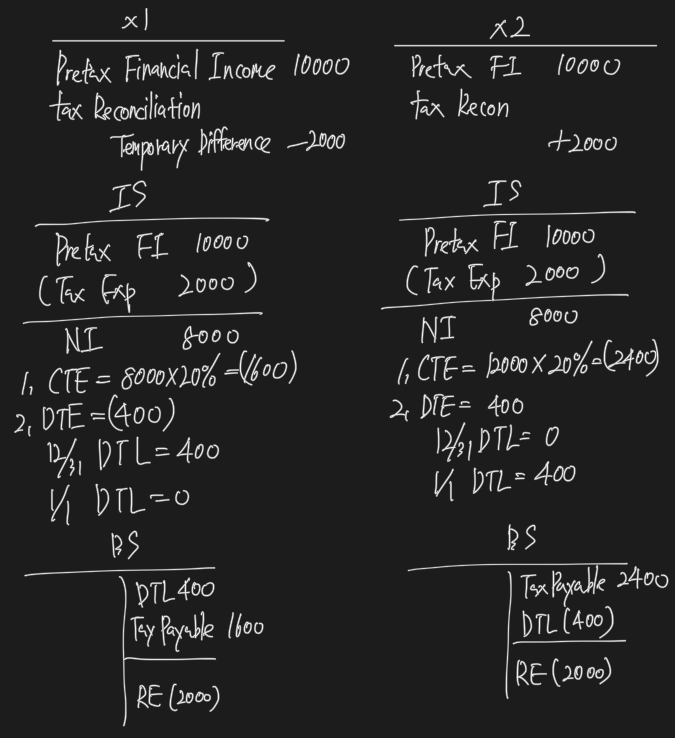 x1
Pretax Financial Income 10000
tax Reconciliation
Temporary Difference -2000
IS
Pretax FI 10000
(Tax Exp 2000)
NI 8000
1, CTE = 8000×20% = (1600)
2, DTE = (400)
12/31 DTL = 400
1/1 DTL = 0
BS
DTL 400
Tax Payable 1600
RE (2000)
x2
Pretax FI 10000
tax Recon
+2000
IS
Pretax FI 10000
(Tax Exp 2000)
NI 8000
1, CTE = 12000×20% = (2400)
2, DTE = 400
12/31, DTL = 0
1/1 DTL = 400
BS
Tax Payable 2400
DTL (400)
RE (2000)